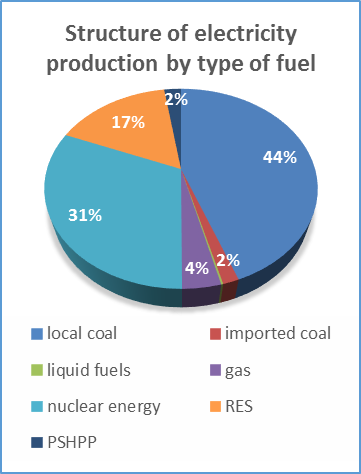 Structure of electricity
production by type of fuel
2%
17%
44%
31%
4%
2%
local coal
imported coal
liquid fuels
gas
nuclear energy
RES
PSHPP